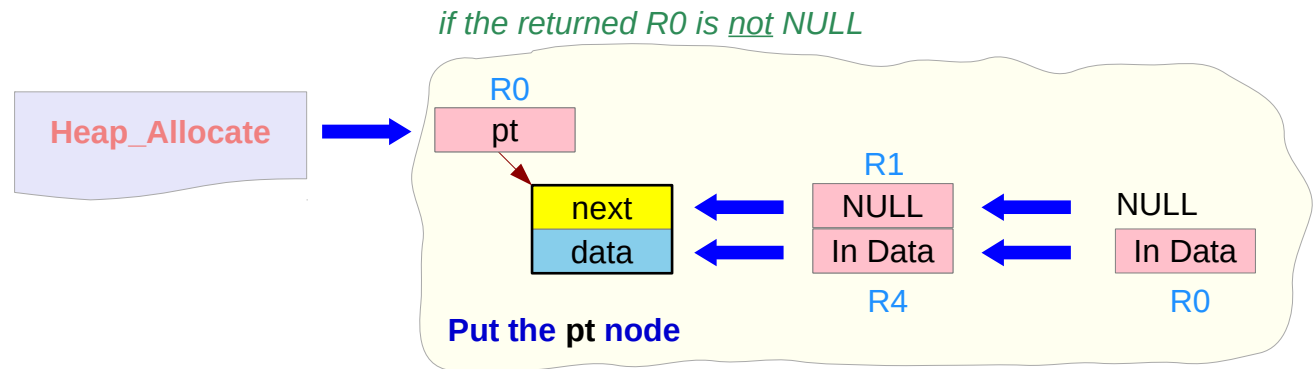 if the returned R0 is not NULL
R0
Heap_Allocate
pt
R1
next
NULL
NULL
data
In Data
In Data
R4
R0
Put the pt node